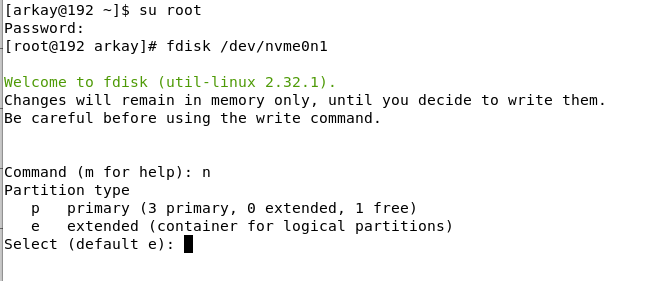 [arkay@192 ~]$ su root
Password:
[root@192 arkay]# fdisk /dev/nvme0n1
Welcome to fdisk (util-linux 2.32.1).
Changes will remain in memory only, until you decide to write them.
Be careful before using the write command.
Command (m for help): n
Partition type
   p   primary (3 primary, 0 extended, 1 free)
   e   extended (container for logical partitions)
Select (default e):